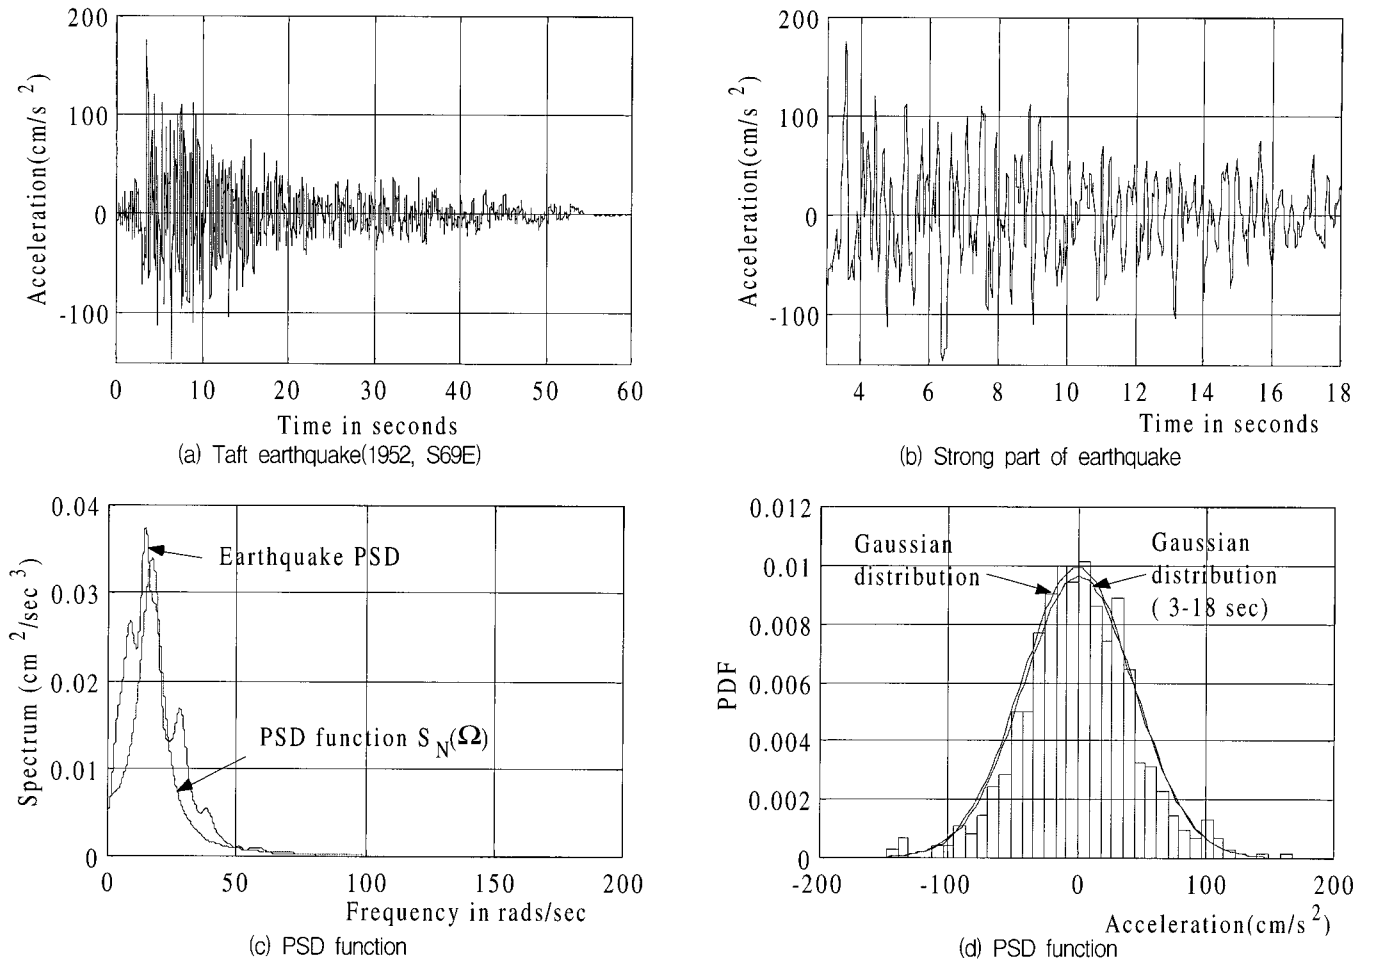 200
100
0
-100
Acceleration(cm/s 2)
0 10 20 30 40 50 60
Time in seconds
(a) Taft earthquake(1952, S69E)
200
100
0
-100
Acceleration(cm/s 2)
4 6 8 10 12 14 16 18
Time in seconds
(b) Strong part of earthquake
0.04
0.03
0.02
0.01
0
Spectrum (cm 2/sec 3)
Earthquake PSD
PSD function S N(Ω)
0 50 100 150 200
Frequency in rads/sec
(c) PSD function
0.012
0.01
0.008
0.006
0.004
0.002
0
PDF
Gaussian
distribution
Gaussian
distribution
( 3-18 sec)
-200 -100 0 100 200
Acceleration(cm/s 2)
(d) PSD function